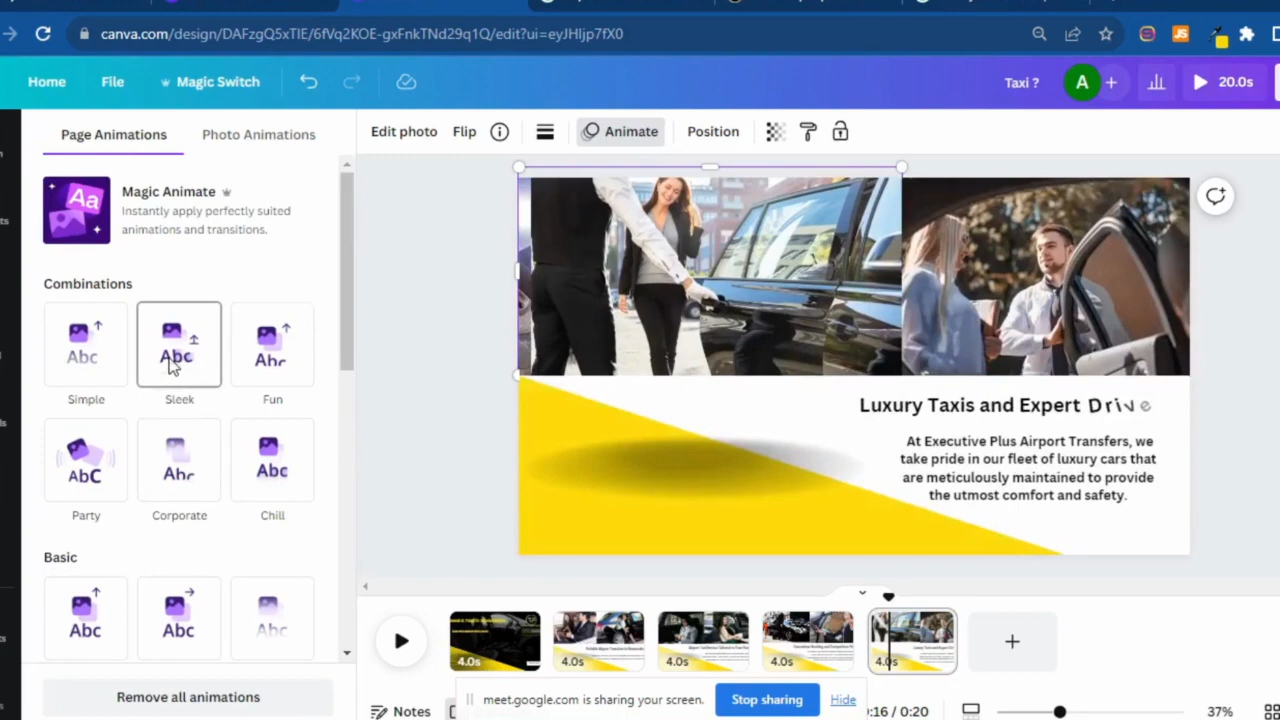 canva.com/design/DAFzgQ5xTlE/6fVq2KOE-gxFnkTNd29q1Q/edit?ui=eyJHIjp7fX0
JS
Home
File
Magic Switch
Taxi ?
A
20.0s
Page Animations
Photo Animations
Edit photo
Flip
Animate
Position
Aa
Magic Animate
Instantly apply perfectly suited
animations and transitions.
Combinations
Abc
Abc
Abc
Simple
Sleek
Fun
AbC
Abc
Abc
Party
Corporate
Chill
Basic
Abc
Abc
Abc
Remove all animations
Luxury Taxis and Expert Drive
At Executive Plus Airport Transfers, we
take pride in our fleet of luxury cars that
are meticulously maintained to provide
the utmost comfort and safety.
4.0s
4.0s
4.0s
4.0s
4.0s
meet.google.com is sharing your screen.
Stop sharing
Hide
Notes
0:16 / 0:20
37%